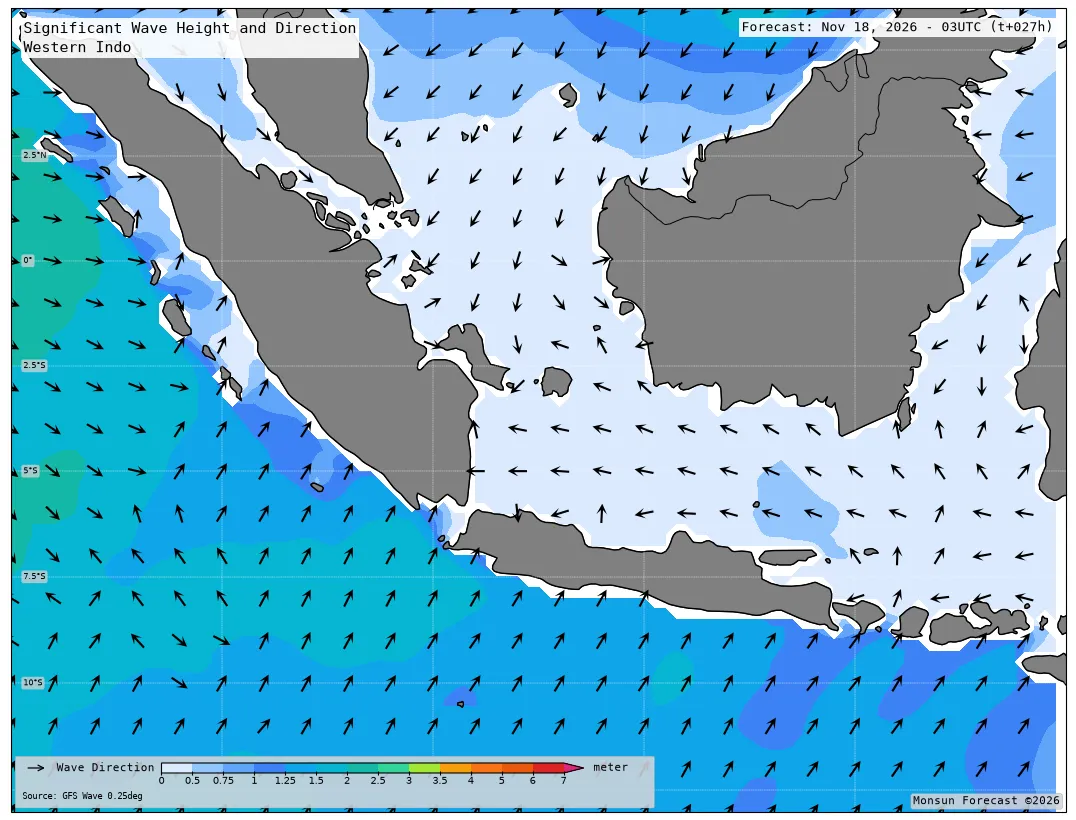 Significant Wave Height and Direction
Western Indo
Forecast: Nov 18, 2026 - 03UTC (t+027h)
2.5°N
0°
2.5°S
5°S
7.5°S
10°S
Wave Direction
meter
0 0.5 0.75 1 1.25 1.5 2 2.5 3 3.5 4 5 6 7
Source: GFS Wave 0.25deg
Monsun Forecast ©2026